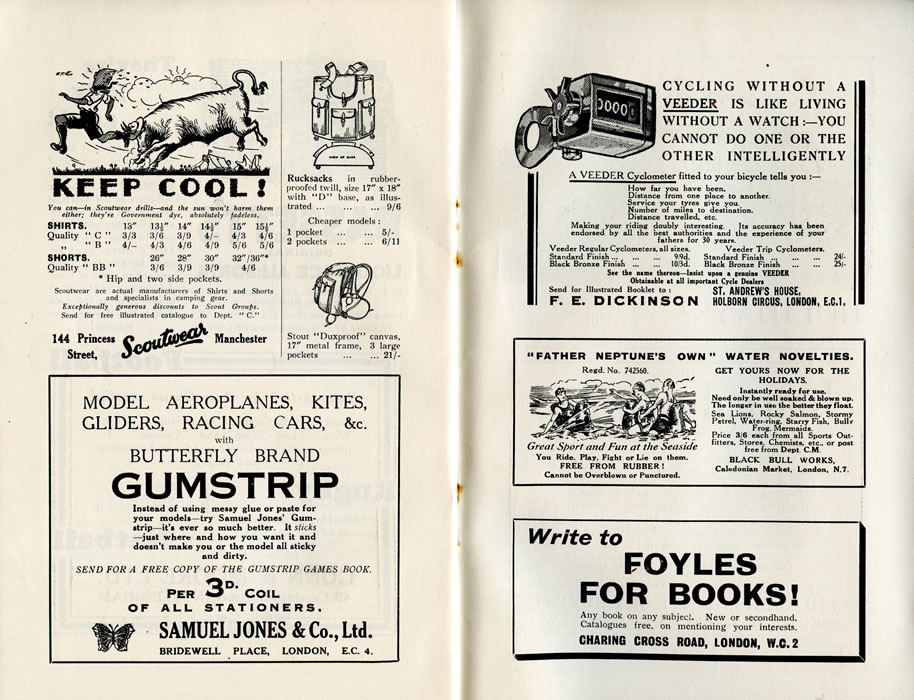 KEEP COOL!
You can—in Scoutwear drills—and the sun won't harm them
either; they're Government dye, absolutely fadeless.
SHIRTS. 13" 13½" 14" 14½" 15" 15½"
Quality "C" 3/3 3/6 3/9 4/– 4/3 4/6
„ "B" 4/– 4/3 4/6 4/9 5/6 5/6
SHORTS. 26" 28" 30" 32"/36"*
Quality "BB" 3/6 3/9 3/9 4/6
* Hip and two side pockets.
Scoutwear are actual manufacturers of Shirts and Shorts
and specialists in camping gear.
Exceptionally generous discounts to Scout Groups.
Send for free illustrated catalogue to Dept. "C."
144 Princess Street, Scoutwear Manchester
VIEW OF BASE
Rucksacks in rubber-
proofed twill, size 17" x 18"
with "D" base, as illus-
trated ... ... ... 9/6
Cheaper models :
1 pocket ... ... 5/-
2 pockets ... ... 6/11
Stout "Duxproof" canvas,
17" metal frame, 3 large
pockets ... ... 21/-
MODEL AEROPLANES, KITES,
GLIDERS, RACING CARS, &c.
with
BUTTERFLY BRAND
GUMSTRIP
Instead of using messy glue or paste for
your models—try Samuel Jones' Gum-
strip—it's ever so much better. It sticks
—just where and how you want it and
doesn't make you or the model all sticky
and dirty.
SEND FOR A FREE COPY OF THE GUMSTRIP GAMES BOOK.
PER 3D. COIL
OF ALL STATIONERS.
SAMUEL JONES & Co., Ltd.
BRIDEWELL PLACE, LONDON, E.C. 4.
CYCLING WITHOUT A
VEEDER IS LIKE LIVING
WITHOUT A WATCH :—YOU
CANNOT DO ONE OR THE
OTHER INTELLIGENTLY
A VEEDER Cyclometer fitted to your bicycle tells you :—
How far you have been.
Distance from one place to another.
Service your tyres give you.
Number of miles to destination.
Distance travelled, etc.
Making your riding doubly interesting. Its accuracy has been
endorsed by all the best authorities and the experience of your
fathers for 30 years.
Veeder Regular Cyclometers, all sizes. Veeder Trip Cyclometers.
Standard Finish ... ... 9/9d. Standard Finish ... ... ... 24/-
Black Bronze Finish ... 10/3d. Black Bronze Finish ... ... 25/-
See the name thereon—Insist upon a genuine VEEDER
Obtainable at all important Cycle Dealers
Send for Illustrated Booklet to : ST. ANDREW'S HOUSE,
F. E. DICKINSON HOLBORN CIRCUS, LONDON, E.C.1.
"FATHER NEPTUNE'S OWN" WATER NOVELTIES.
Regd. No. 742560.
Great Sport and Fun at the Seaside
You Ride, Play, Fight or Lie on them.
FREE FROM RUBBER!
Cannot be Overblown or Punctured.
GET YOURS NOW FOR THE
HOLIDAYS.
Instantly ready for use.
Need only be well soaked & blown up.
The longer in use the better they float.
Sea Lions, Rocky Salmon, Stormy
Petrel, Water-ring, Starry Fish, Bully
Frog, Mermaids.
Price 3/6 each from all Sports Out-
fitters, Stores, Chemists, etc., or post
free from Dept. C.M.
BLACK BULL WORKS,
Caledonian Market, London, N.7.
Write to
FOYLES
FOR BOOKS!
Any book on any subject. New or secondhand.
Catalogues free, on mentioning your interests.
CHARING CROSS ROAD, LONDON, W.C.2